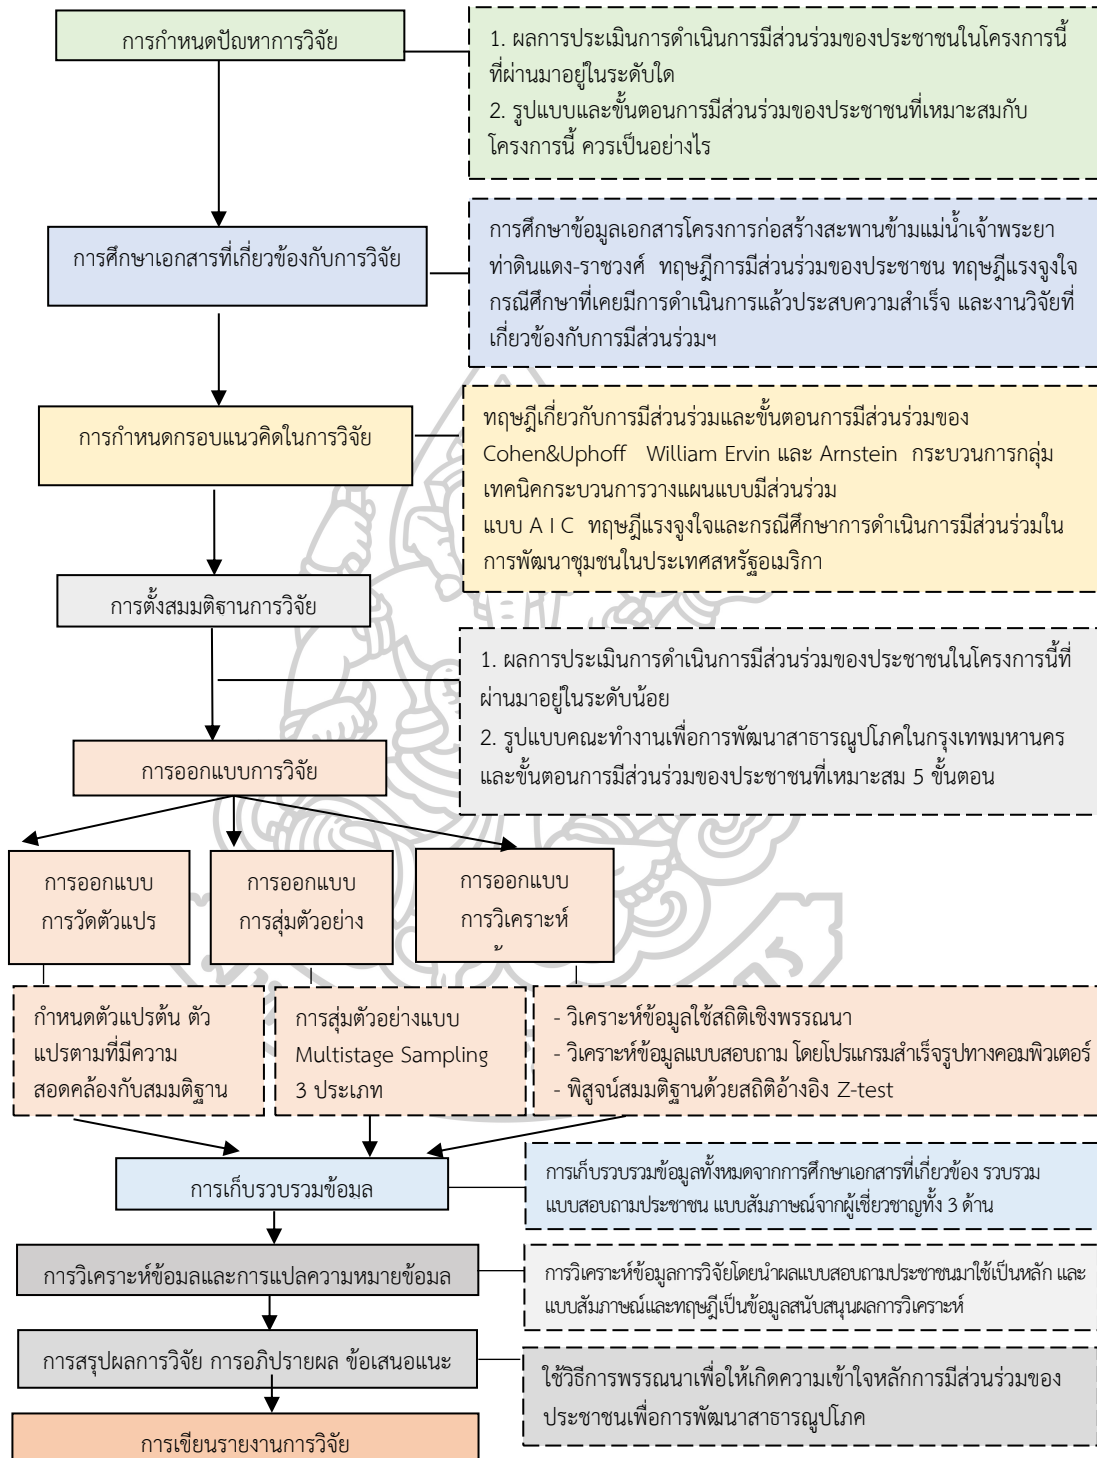 การกำหนดปัญหาการวิจัย
1. ผลการประเมินการดำเนินการมีส่วนร่วมของประชาชนในโครงการนี้
ที่ผ่านมาอยู่ในระดับใด
2. รูปแบบและขั้นตอนการมีส่วนร่วมของประชาชนที่เหมาะสมกับ
โครงการนี้ ควรเป็นอย่างไร
การศึกษาเอกสารที่เกี่ยวข้องกับการวิจัย
การศึกษาข้อมูลเอกสารโครงการก่อสร้างสะพานข้ามแม่น้ำเจ้าพระยา
ท่าดินแดง-ราชวงศ์ ทฤษฎีการมีส่วนร่วมของประชาชน ทฤษฎีแรงจูงใจ
กรณีศึกษาที่เคยมีการดำเนินการแล้วประสบความสำเร็จ และงานวิจัยที่
เกี่ยวข้องกับการมีส่วนร่วมฯ
การกำหนดกรอบแนวคิดในการวิจัย
ทฤษฎีเกี่ยวกับการมีส่วนร่วมและขั้นตอนการมีส่วนร่วมของ
Cohen&Uphoff William Ervin และ Arnstein กระบวนการกลุ่ม
เทคนิคกระบวนการวางแผนแบบมีส่วนร่วม
แบบ A I C ทฤษฎีแรงจูงใจและกรณีศึกษาการดำเนินการมีส่วนร่วมใน
การพัฒนาชุมชนในประเทศสหรัฐอเมริกา
การตั้งสมมติฐานการวิจัย
1. ผลการประเมินการดำเนินการมีส่วนร่วมของประชาชนในโครงการนี้ที่
ผ่านมาอยู่ในระดับน้อย
2. รูปแบบคณะทำงานเพื่อการพัฒนาสาธารณูปโภคในกรุงเทพมหานคร
และขั้นตอนการมีส่วนร่วมของประชาชนที่เหมาะสม 5 ขั้นตอน
การออกแบบการวิจัย
การออกแบบ
การวัดตัวแปร
การออกแบบ
การสุ่มตัวอย่าง
การออกแบบ
การวิเคราะห์
กำหนดตัวแปรต้น ตัว
แปรตามที่มีความ
สอดคล้องกับสมมติฐาน
การสุ่มตัวอย่างแบบ
Multistage Sampling
3 ประเภท
- วิเคราะห์ข้อมูลใช้สถิติเชิงพรรณนา
- วิเคราะห์ข้อมูลแบบสอบถาม โดยโปรแกรมสำเร็จรูปทางคอมพิวเตอร์
- พิสูจน์สมมติฐานด้วยสถิติอ้างอิง Z-test
การเก็บรวบรวมข้อมูล
การเก็บรวบรวมข้อมูลทั้งหมดจากการศึกษาเอกสารที่เกี่ยวข้อง รวบรวม
แบบสอบถามประชาชน แบบสัมภาษณ์จากผู้เชี่ยวชาญทั้ง 3 ด้าน
การวิเคราะห์ข้อมูลและการแปลความหมายข้อมูล
การวิเคราะห์ข้อมูลการวิจัยโดยนำผลแบบสอบถามประชาชนมาใช้เป็นหลัก และ
แบบสัมภาษณ์และทฤษฎีเป็นข้อมูลสนับสนุนผลการวิเคราะห์
การสรุปผลการวิจัย การอภิปรายผล ข้อเสนอแนะ
ใช้วิธีการพรรณนาเพื่อให้เกิดความเข้าใจหลักการมีส่วนร่วมของ
ประชาชนเพื่อการพัฒนาสาธารณูปโภค
การเขียนรายงานการวิจัย